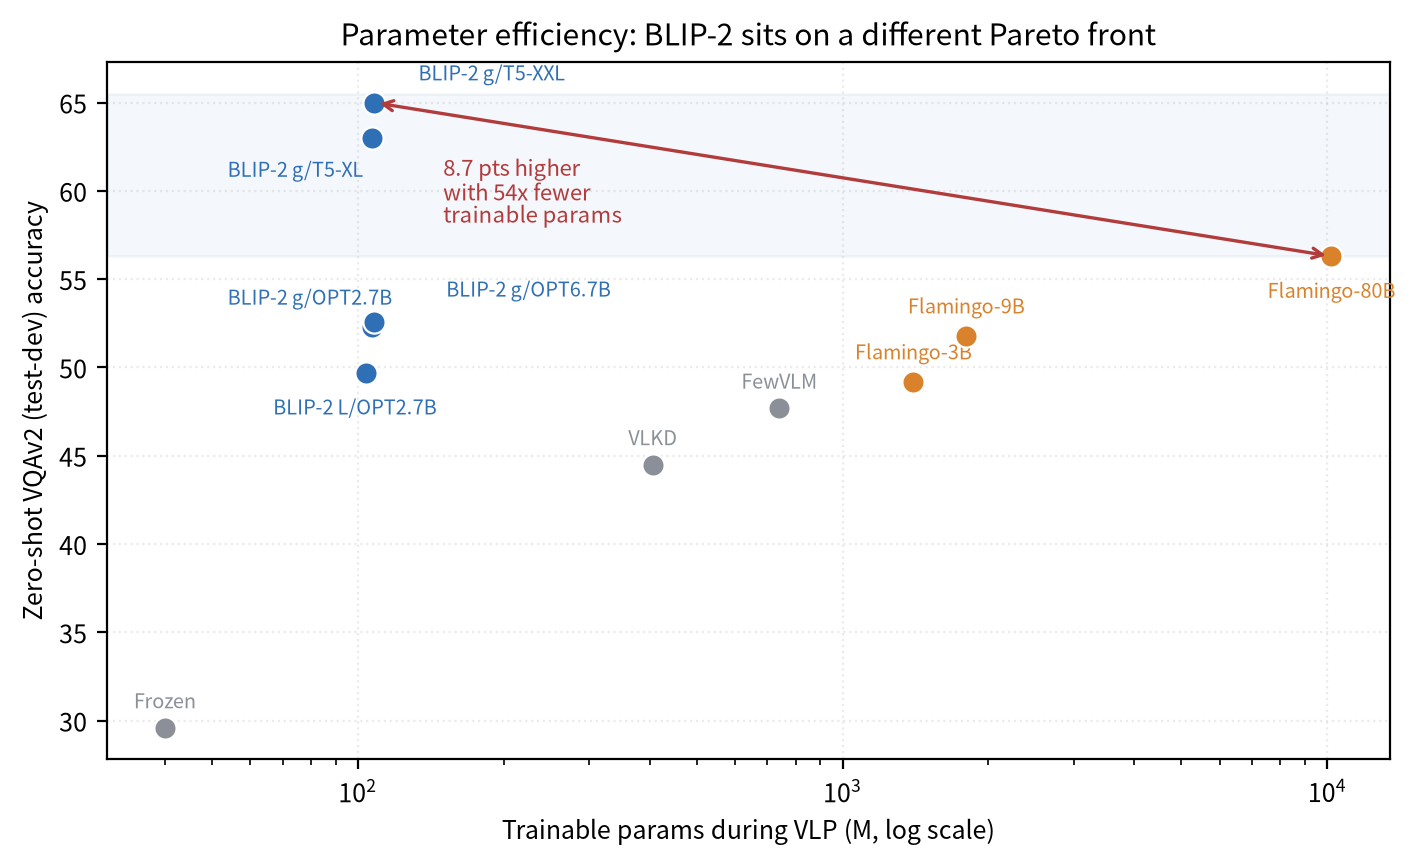 Parameter efficiency: BLIP-2 sits on a different Pareto front
BLIP-2 g/T5-XXL
BLIP-2 g/T5-XL
8.7 pts higher
with 54x fewer
trainable params
BLIP-2 g/OPT2.7B
BLIP-2 g/OPT6.7B
Flamingo-80B
Flamingo-9B
Flamingo-3B
FewVLM
BLIP-2 L/OPT2.7B
VLKD
Frozen
65
60
55
50
45
40
35
30
Zero-shot VQAv2 (test-dev) accuracy
10²
10³
10⁴
Trainable params during VLP (M, log scale)